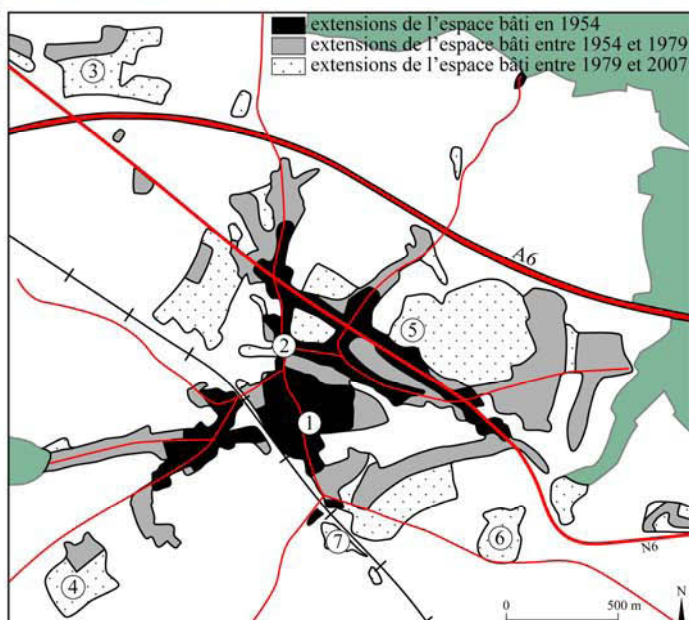 extensions de l'espace bâti en 1954
extensions de l'espace bâti entre 1954 et 1979
extensions de l'espace bâti entre 1979 et 2007
3
A6
5
2
1
7
6
N6
4
N
0 500 m